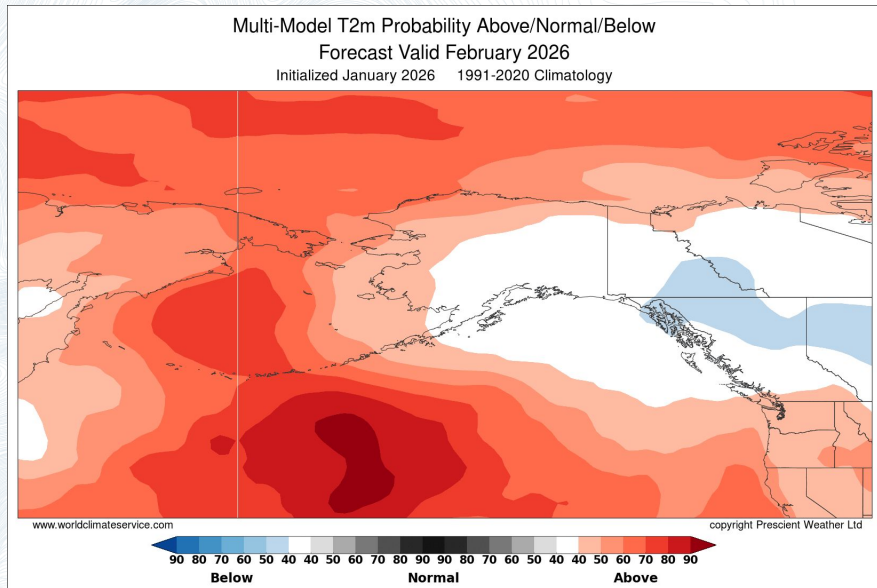 Multi-Model T2m Probability Above/Normal/Below
Forecast Valid February 2026
Initialized January 2026 1991-2020 Climatology
www.worldclimateservice.com copyright Prescient Weather Ltd
90 80 70 60 50 40 40 50 60 70 80 90 90 80 70 60 50 40 40 50 60 70 80 90
Below Normal Above